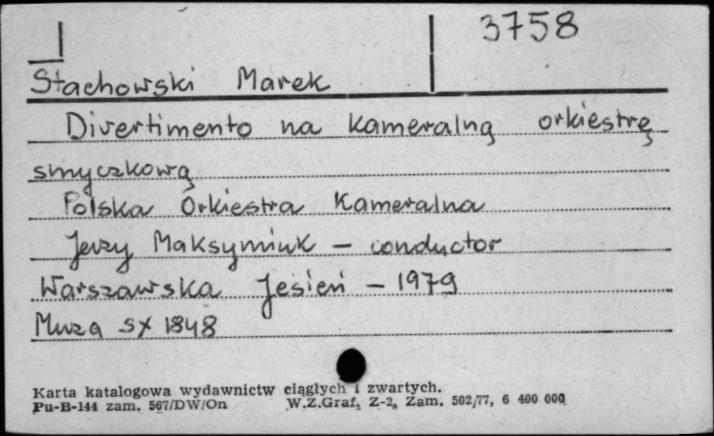 3758
Stachowski Marek
Divertimento na kameralną orkiestrę
smyczkową
Polska Orkiestra Kameralna
Jerzy Maksymiuk – conductor
Warszawska Jesień – 1979
Muza SX 1848
Karta katalogowa wydawnictw ciągłych i zwartych.
Pu-B-144 zam. 567/DW/On W.Z.Graf. Z-2, Zam. 502/77, 6 400 000